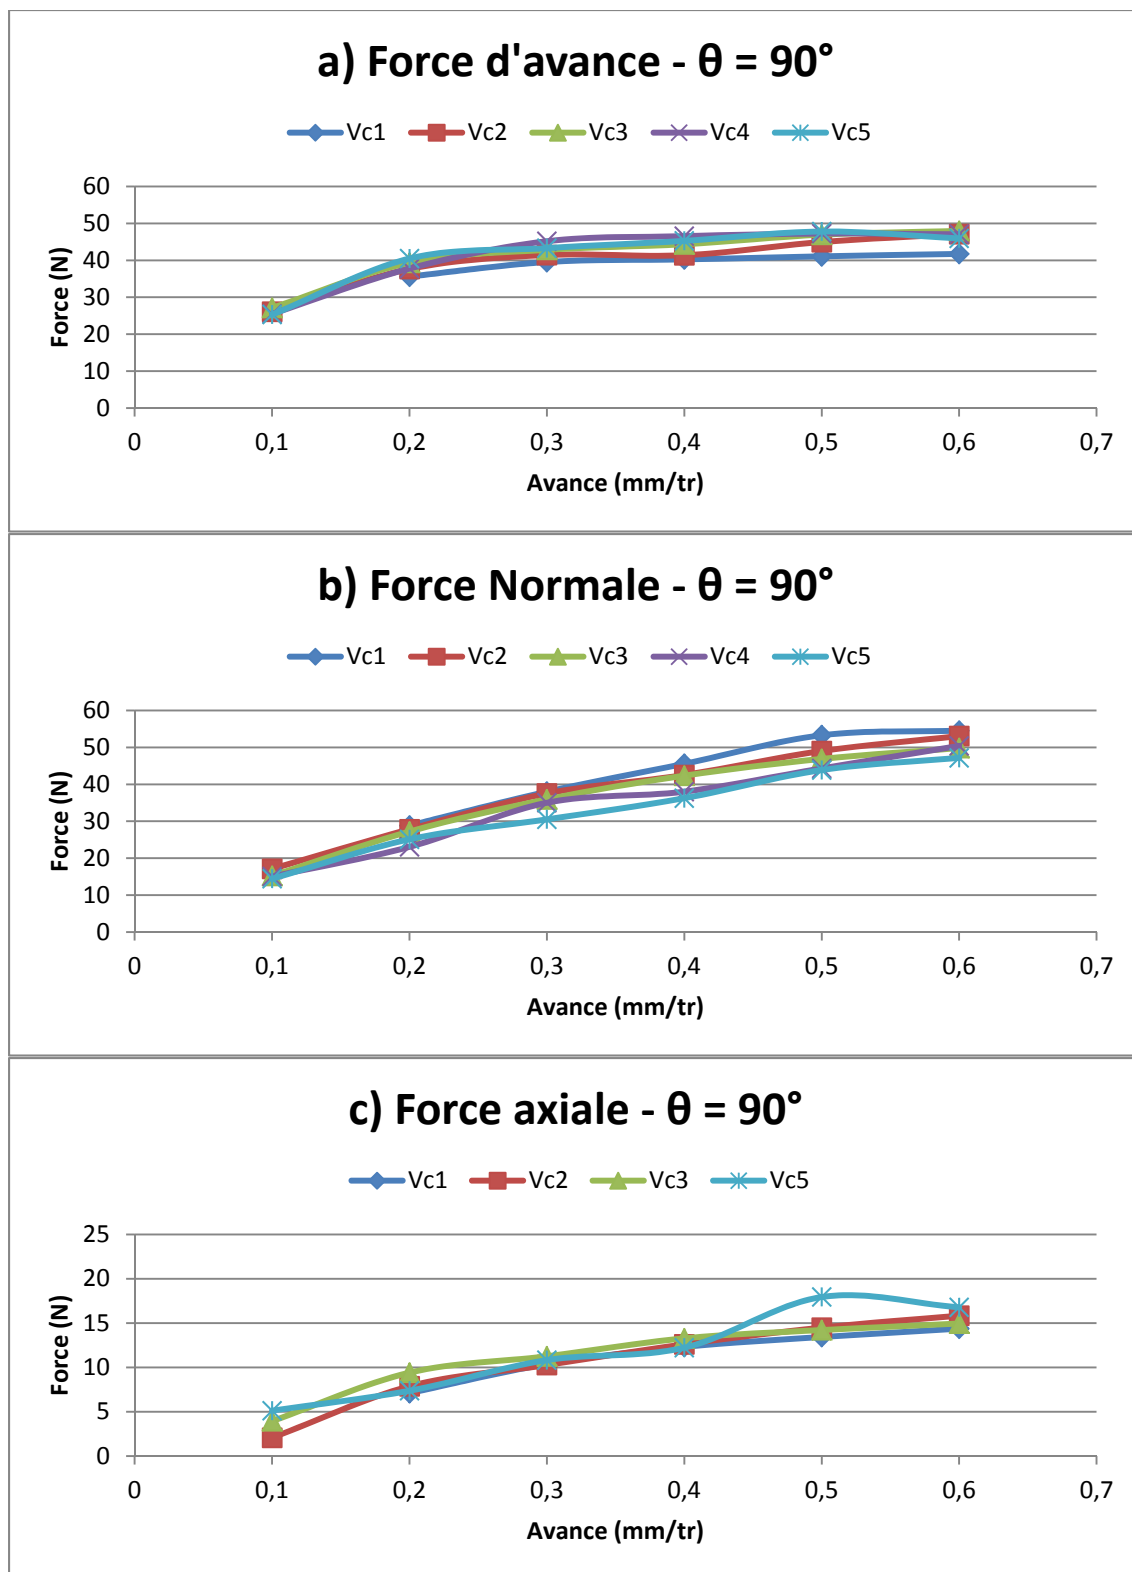 a) Force d'avance - θ = 90°
Vc1 Vc2 Vc3 Vc4 Vc5
60
50
40
30
20
10
0
Force (N)
0 0,1 0,2 0,3 0,4 0,5 0,6 0,7
Avance (mm/tr)
b) Force Normale - θ = 90°
Vc1 Vc2 Vc3 Vc4 Vc5
60
50
40
30
20
10
0
Force (N)
0 0,1 0,2 0,3 0,4 0,5 0,6 0,7
Avance (mm/tr)
c) Force axiale - θ = 90°
Vc1 Vc2 Vc3 Vc5
25
20
15
10
5
0
Force (N)
0 0,1 0,2 0,3 0,4 0,5 0,6 0,7
Avance (mm/tr)